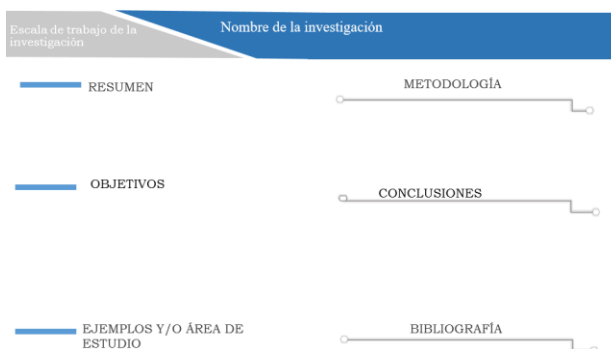 Escala de trabajo de la
investigación
Nombre de la investigación
RESUMEN
METODOLOGÍA
OBJETIVOS
CONCLUSIONES
EJEMPLOS Y/O ÁREA DE
ESTUDIO
BIBLIOGRAFÍA